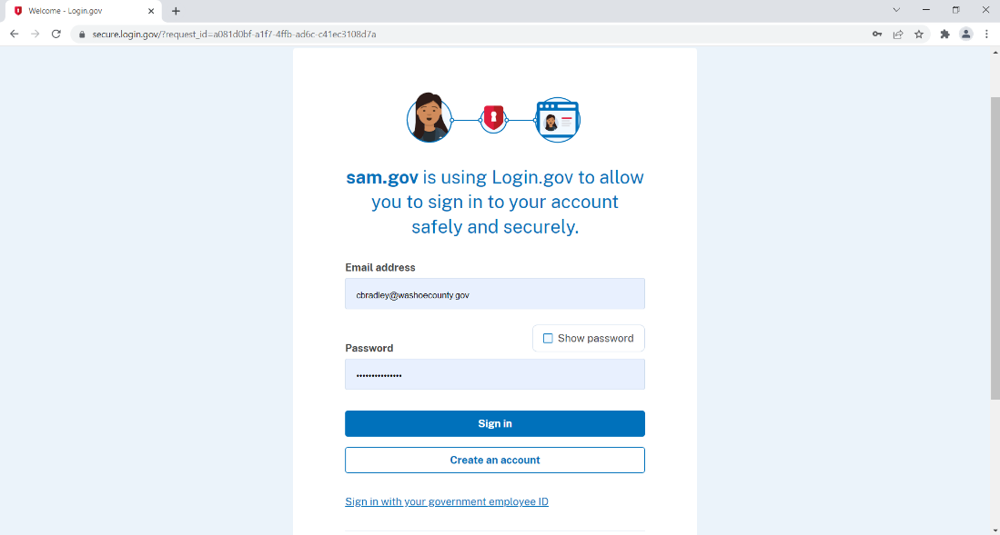 Welcome - Login.gov
secure.login.gov/?request_id=a081d0bf-a1f7-4ffb-ad6c-c41ec3108d7a
sam.gov is using Login.gov to allow
you to sign in to your account
safely and securely.
Email address
cbradley@washoecounty.gov
Show password
Password
•••••••••••••••
Sign in
Create an account
Sign in with your government employee ID